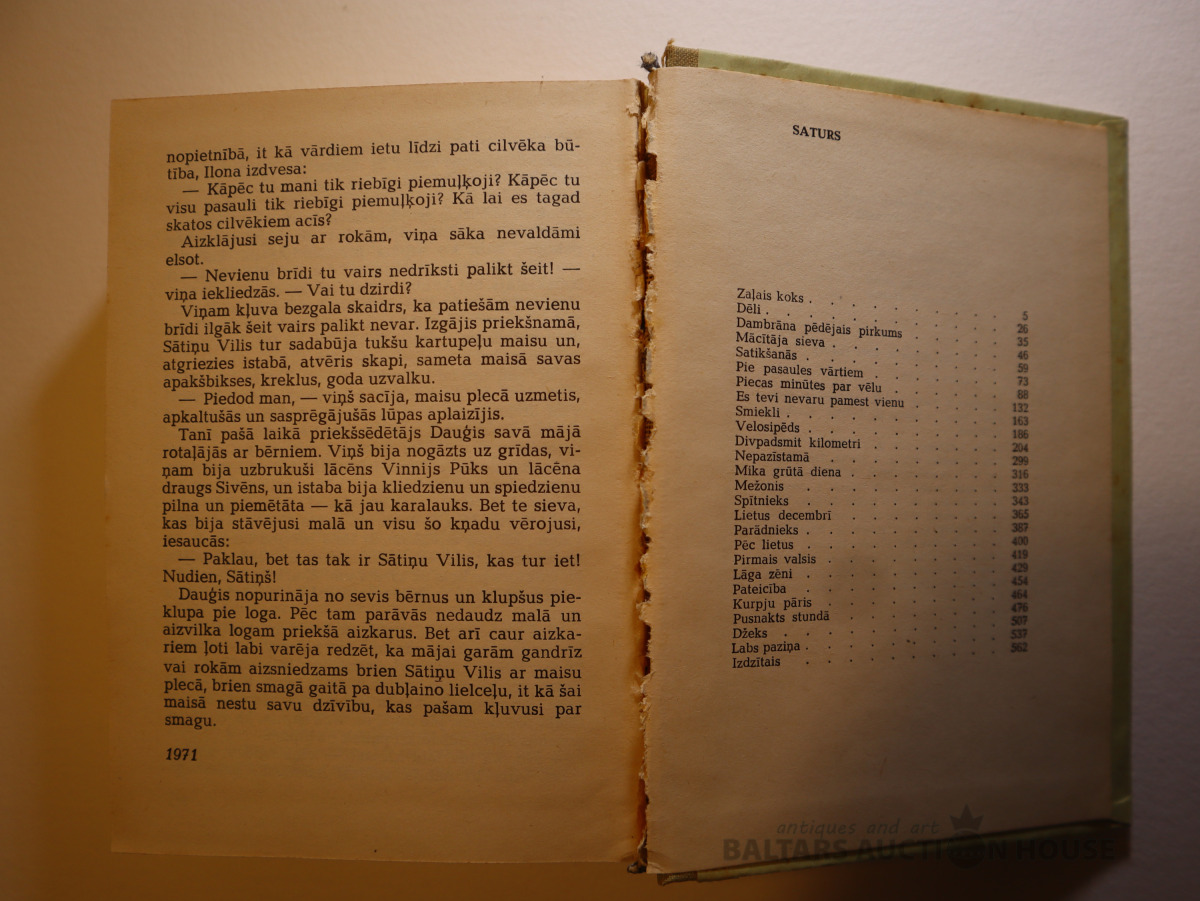 nopietnībā, it kā vārdiem ietu līdzi pati cilvēka bū-
tība, Ilona izdvesa:
— Kāpēc tu mani tik riebīgi piemuļķoji? Kāpēc tu
visu pasauli tik riebīgi piemuļķoji? Kā lai es tagad
skatos cilvēkiem acīs?
Aizklājusi seju ar rokām, viņa sāka nevaldāmi
elsot.
— Nevienu brīdi tu vairs nedrīksti palikt šeit! —
viņa iekliedzās. — Vai tu dzirdi?
Viņam kļuva bezgala skaidrs, ka patiešām nevienu
brīdi ilgāk šeit vairs palikt nevar. Izgājis priekšnamā,
Sātiņu Vilis tur sadabūja tukšu kartupeļu maisu un,
atgriezies istabā, atvēris skapi, sameta maisā savas
apakšbikses, kreklus, goda uzvalku.
— Piedod man, — viņš sacīja, maisu plecā uzmetis,
apkaltušās un sasprēgājušās lūpas aplaizījis.
Tanī pašā laikā priekšsēdētājs Dauģis savā mājā
rotaļājās ar bērniem. Viņš bija nogāzts uz grīdas, vi-
ņam bija uzbrukuši lācēns Vinnijs Pūks un lācēna
draugs Sivēns, un istaba bija kliedzienu un spiedzienu
pilna un piemētāta — kā jau karalauks. Bet te sieva,
kas bija stāvējusi malā un visu šo kņadu vērojusi,
iesaucās:
— Paklau, bet tas tak ir Sātiņu Vilis, kas tur iet!
Nudien, Sātiņš!
Dauģis nopurināja no sevis bērnus un klupšus pie-
klupa pie loga. Pēc tam parāvās nedaudz malā un
aizvilka logam priekšā aizkarus. Bet arī caur aizka-
riem ļoti labi varēja redzēt, ka mājai garām gandrīz
vai rokām aizsniedzams brien Sātiņu Vilis ar maisu
plecā, brien smagā gaitā pa dubļaino lielceļu, it kā šai
maisā nestu savu dzīvību, kas pašam kļuvusi par
smagu.
1971
SATURS
Zaļais koks . . . . . . . . . 5
Dēli . . . . . . . . . . 26
Dambrāna pēdējais pirkums . . . . 35
Mācītāja sieva . . . . . . . . 46
Satikšanās . . . . . . . . . 59
Pie pasaules vārtiem . . . . . . 73
Piecas minūtes par vēlu . . . . . 88
Es tevi nevaru pamest vienu . . . . 132
Smiekli . . . . . . . . . . 163
Velosipēds . . . . . . . . . 186
Divpadsmit kilometri . . . . . . 204
Nepazīstamā . . . . . . . . 299
Mika grūtā diena . . . . . . . 316
Mežonis . . . . . . . . . 333
Spītnieks . . . . . . . . . 343
Lietus decembrī . . . . . . . 365
Parādnieks . . . . . . . . . 387
Pēc lietus . . . . . . . . . 400
Pirmais valsis . . . . . . . . 419
Lāga zēni . . . . . . . . . 429
Pateicība . . . . . . . . . 454
Kurpju pāris . . . . . . . . 464
Pusnakts stundā . . . . . . . 476
Džeks . . . . . . . . . . 507
Labs paziņa . . . . . . . . . 537
Izdzītais . . . . . . . . . 562
antiques and art
BALTARS AUCTION HOUSE